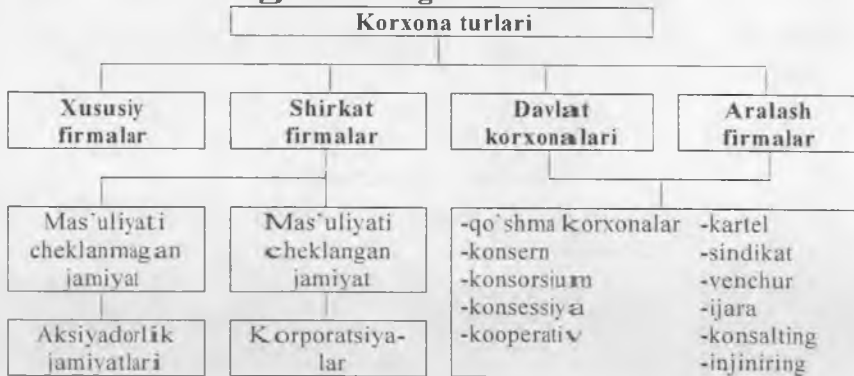 Korxona turlari
Xususiy
firmalar
Shirkat
firmalar
Davlat
korxonalari
Aralash
firmalar
Mas`uliyati
cheklanmagan
jamiyat
Mas`uliyati
cheklangan
jamiyat
-qo`shma korxonalar
-konsern
-konsorsium
-konsessiya
-kooperativ
-kartel
-sindikat
-venchur
-ijara
-konsalting
-injiniring
Aksiyadorlik
jamiyatlari
Korporatsiya-
lar